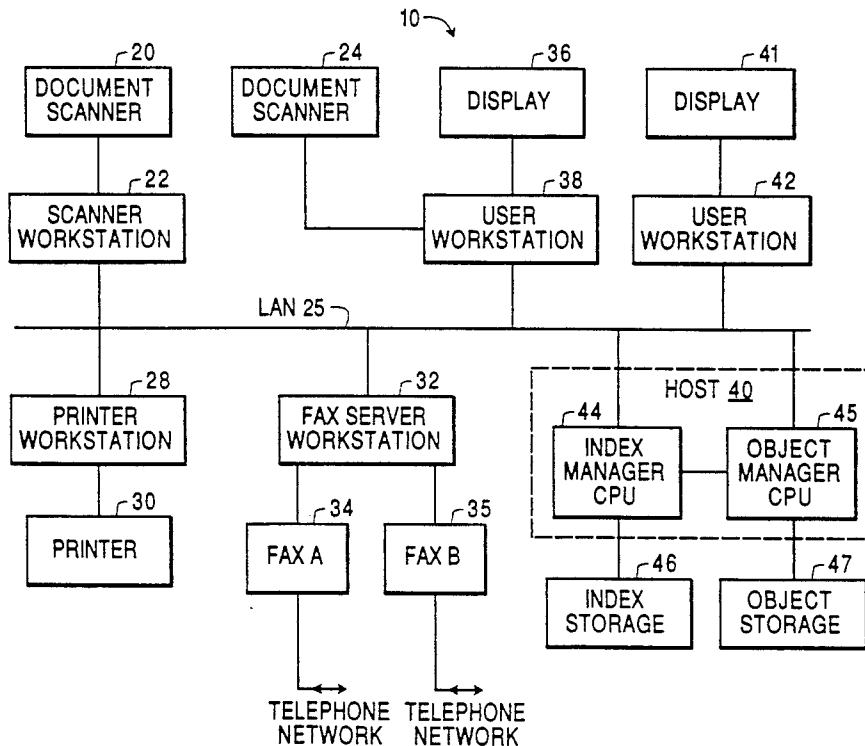 10
20
DOCUMENT
SCANNER
24
DOCUMENT
SCANNER
36
DISPLAY
41
DISPLAY
22
SCANNER
WORKSTATION
38
USER
WORKSTATION
42
USER
WORKSTATION
LAN 25
28
PRINTER
WORKSTATION
32
FAX SERVER
WORKSTATION
HOST 40
44
INDEX
MANAGER
CPU
45
OBJECT
MANAGER
CPU
30
PRINTER
34
FAX A
35
FAX B
46
INDEX
STORAGE
47
OBJECT
STORAGE
TELEPHONE
NETWORK
TELEPHONE
NETWORK